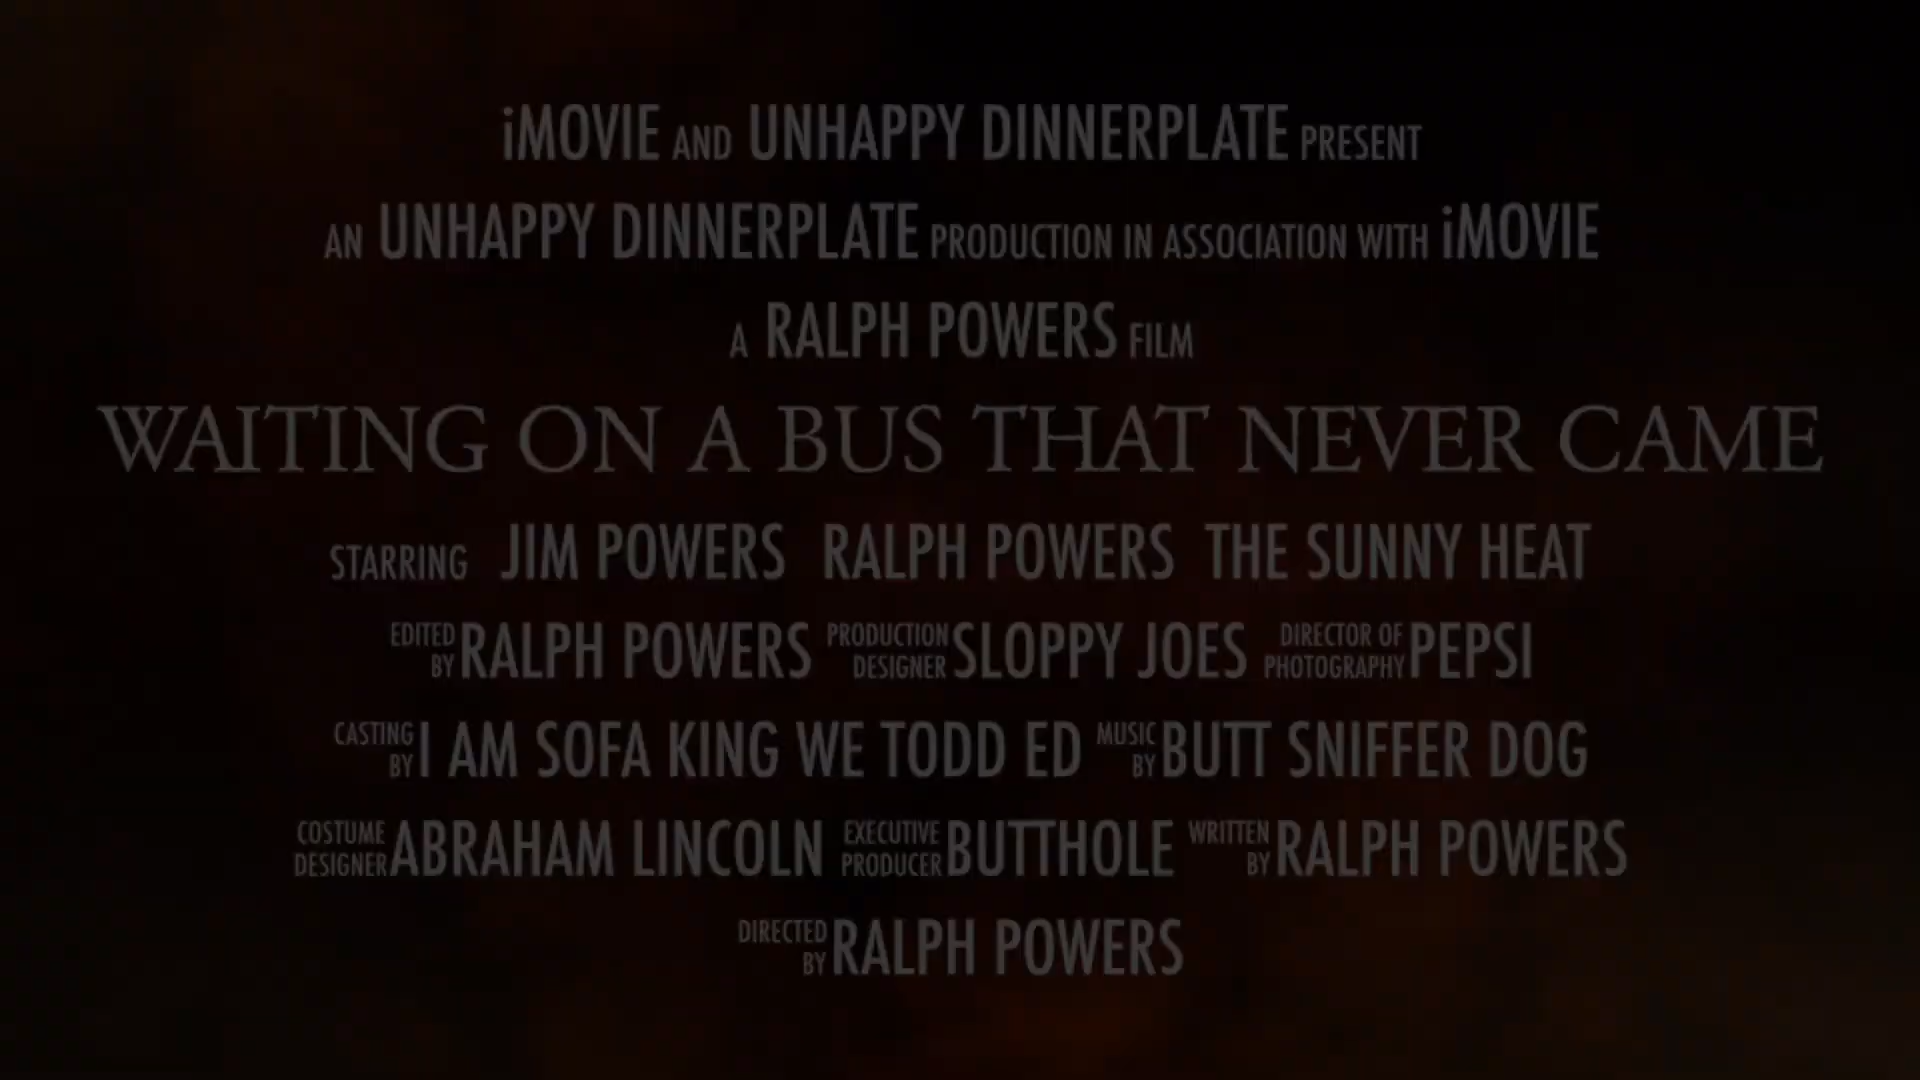 iMOVIE AND UNHAPPY DINNERPLATE PRESENT
AN UNHAPPY DINNERPLATE PRODUCTION IN ASSOCIATION WITH iMOVIE
A RALPH POWERS FILM
WAITING ON A BUS THAT NEVER CAME
STARRING JIM POWERS RALPH POWERS THE SUNNY HEAT
EDITED BY RALPH POWERS PRODUCTION DESIGNER SLOPPY JOES DIRECTOR OF PHOTOGRAPHY PEPSI
CASTING BY I AM SOFA KING WE TODD ED MUSIC BY BUTT SNIFFER DOG
COSTUME DESIGNER ABRAHAM LINCOLN EXECUTIVE PRODUCER BUTTHOLE WRITTEN BY RALPH POWERS
DIRECTED BY RALPH POWERS